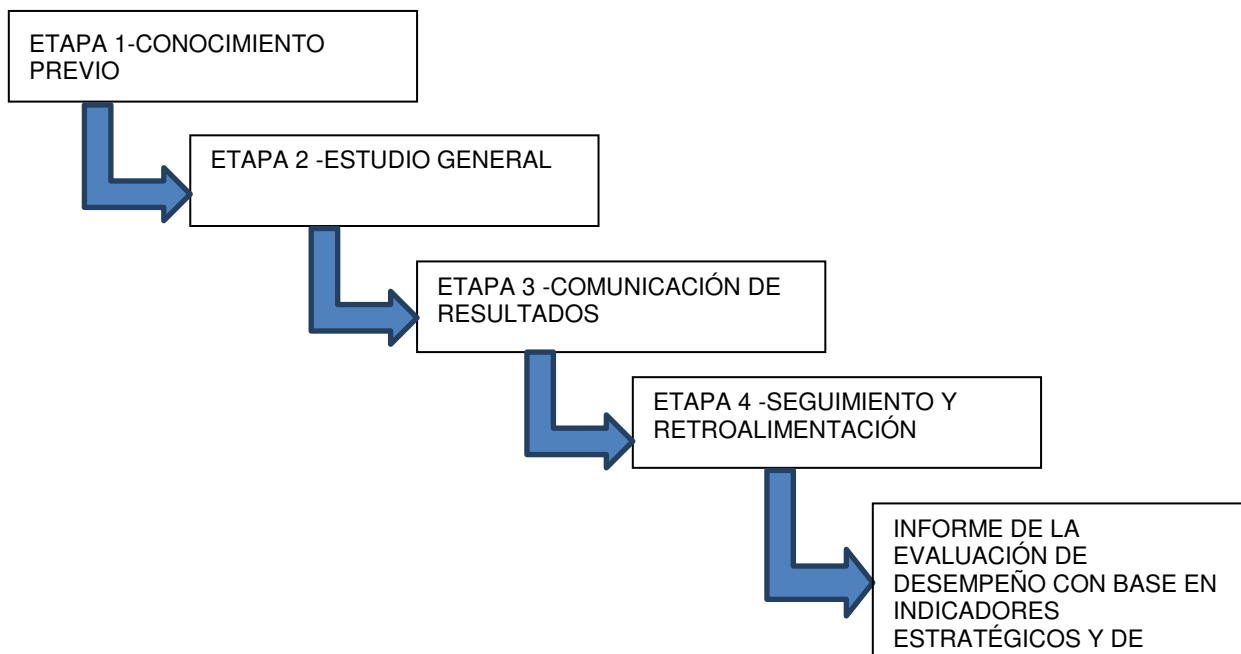 ETAPA 1-CONOCIMIENTO
PREVIO
ETAPA 2 -ESTUDIO GENERAL
ETAPA 3 -COMUNICACIÓN DE
RESULTADOS
ETAPA 4 -SEGUIMIENTO Y
RETROALIMENTACIÓN
INFORME DE LA
EVALUACIÓN DE
DESEMPEÑO CON BASE EN
INDICADORES
ESTRATÉGICOS Y DE